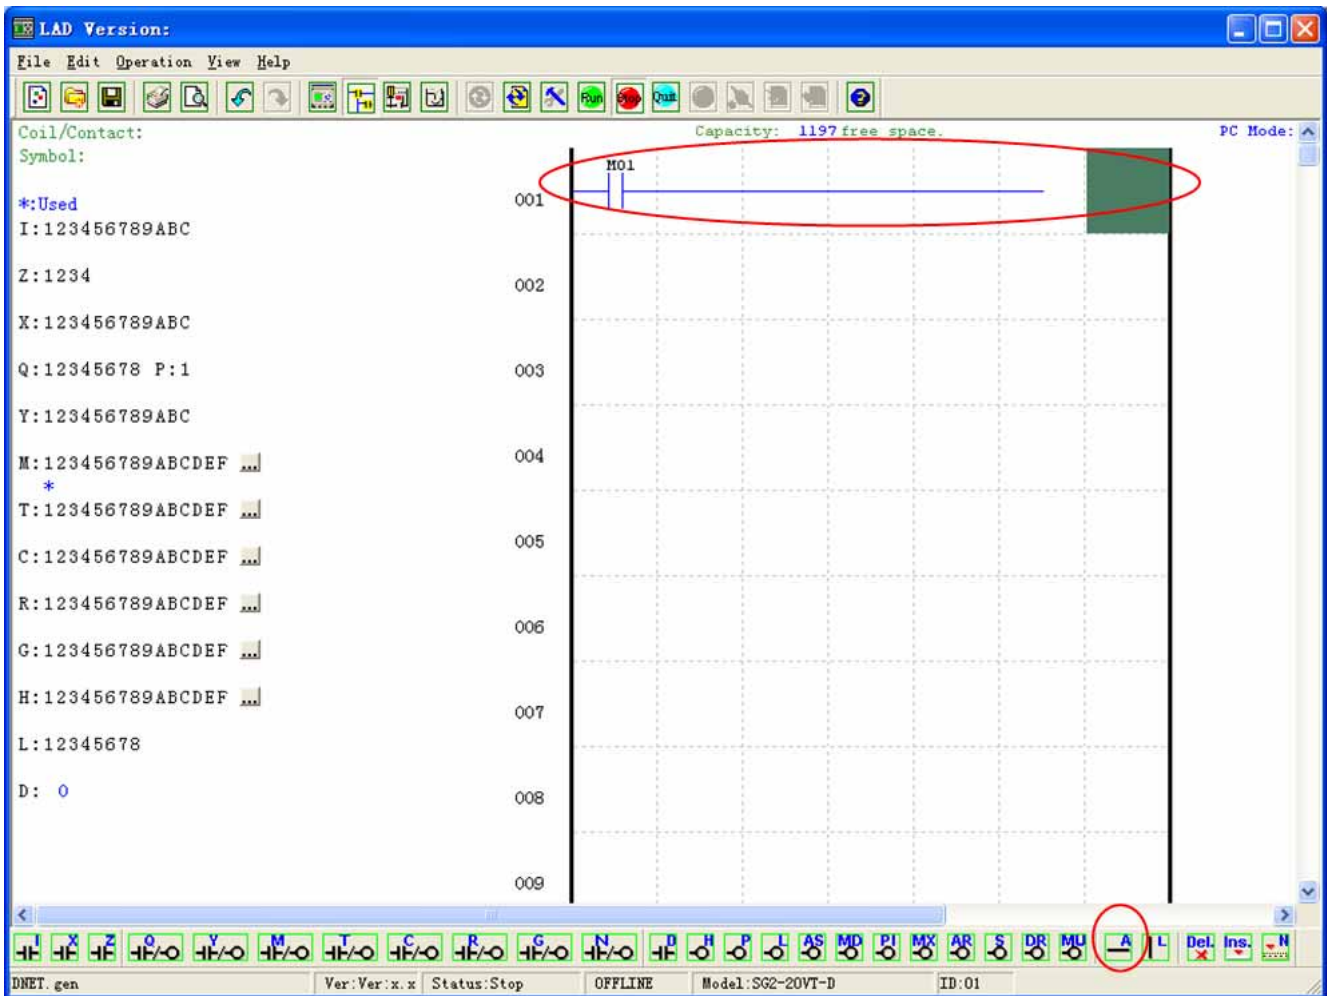 LAD Version:
File Edit Operation View Help
Run Stop Quit
Coil/Contact:
Capacity: 1197 free space.
PC Mode:
Symbol:
M01
*:Used
001
I:123456789ABC
Z:1234
002
X:123456789ABC
Q:12345678 P:1
003
Y:123456789ABC
004
M:123456789ABCDEF ...
*
T:123456789ABCDEF ...
005
C:123456789ABCDEF ...
R:123456789ABCDEF ...
006
G:123456789ABCDEF ...
H:123456789ABCDEF ...
007
L:12345678
D: 0
008
009
I X Z Q Y M T C R G N D H P L AS MD PI MX AR S DR MU A L Del. Ins. N
DNET.gen Ver:Ver:x.x Status:Stop OFFLINE Model:SG2-20VT-D ID:01